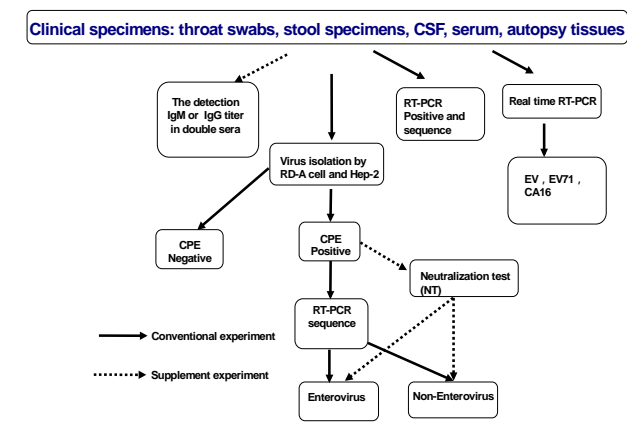 Clinical specimens: throat swabs, stool specimens, CSF, serum, autopsy tissues
The detection
IgM or IgG titer
in double sera
RT-PCR
Positive and
sequence
Real time RT-PCR
Virus isolation by
RD-A cell and Hep-2
EV , EV71 ,
CA16
CPE
Negative
CPE
Positive
Neutralization test
(NT)
RT-PCR
sequence
Conventional experiment
Supplement experiment
Enterovirus
Non-Enterovirus